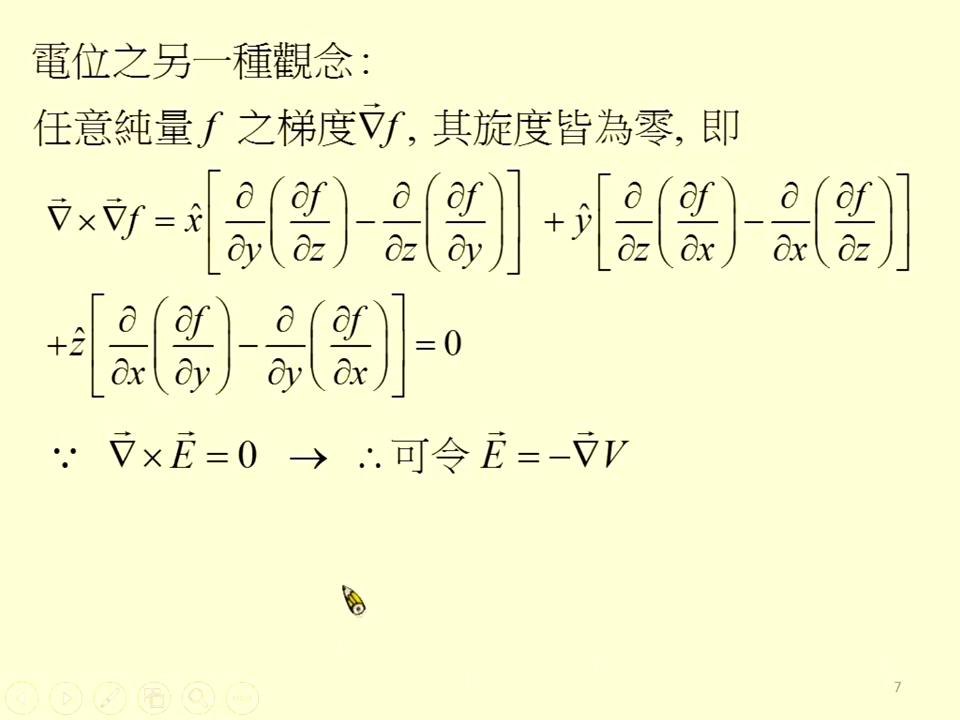 電位之另一種觀念:
任意純量 f 之梯度∇⃗f, 其旋度皆為零, 即
∇⃗×∇⃗f = x̂[∂/∂y(∂f/∂z) − ∂/∂z(∂f/∂y)] + ŷ[∂/∂z(∂f/∂x) − ∂/∂x(∂f/∂z)]
+ẑ[∂/∂x(∂f/∂y) − ∂/∂y(∂f/∂x)] = 0
∵ ∇⃗×E⃗ = 0 → ∴可令 E⃗ = −∇⃗V
7